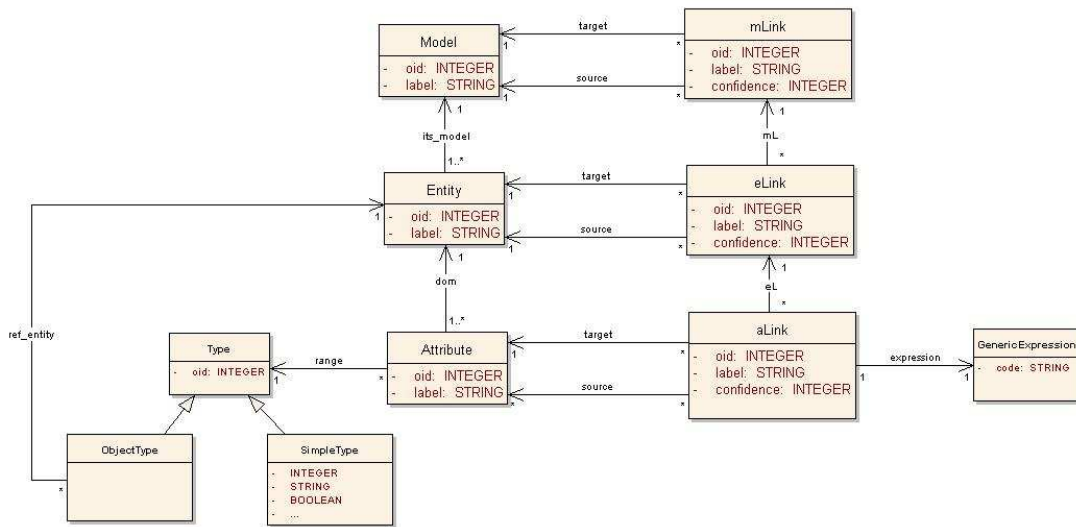 target
mLink
Model
1
*
- oid: INTEGER
- oid: INTEGER
- label: STRING
- label: STRING
source
- confidence: INTEGER
1
*
1
1
its_model
mL
1..*
*
target
eLink
Entity
1
*
- oid: INTEGER
1
- oid: INTEGER
- label: STRING
- label: STRING
source
- confidence: INTEGER
1
*
1
1
dom
eL
ref_entity
1..*
*
target
aLink
Type
Attribute
1
*
expression
GenericExpression
range
- oid: INTEGER
- oid: INTEGER
- oid: INTEGER
1
*
- label: STRING
1
1
- code: STRING
- label: STRING
source
- confidence: INTEGER
*
*
ObjectType
SimpleType
- INTEGER
- STRING
*
- BOOLEAN
- ...